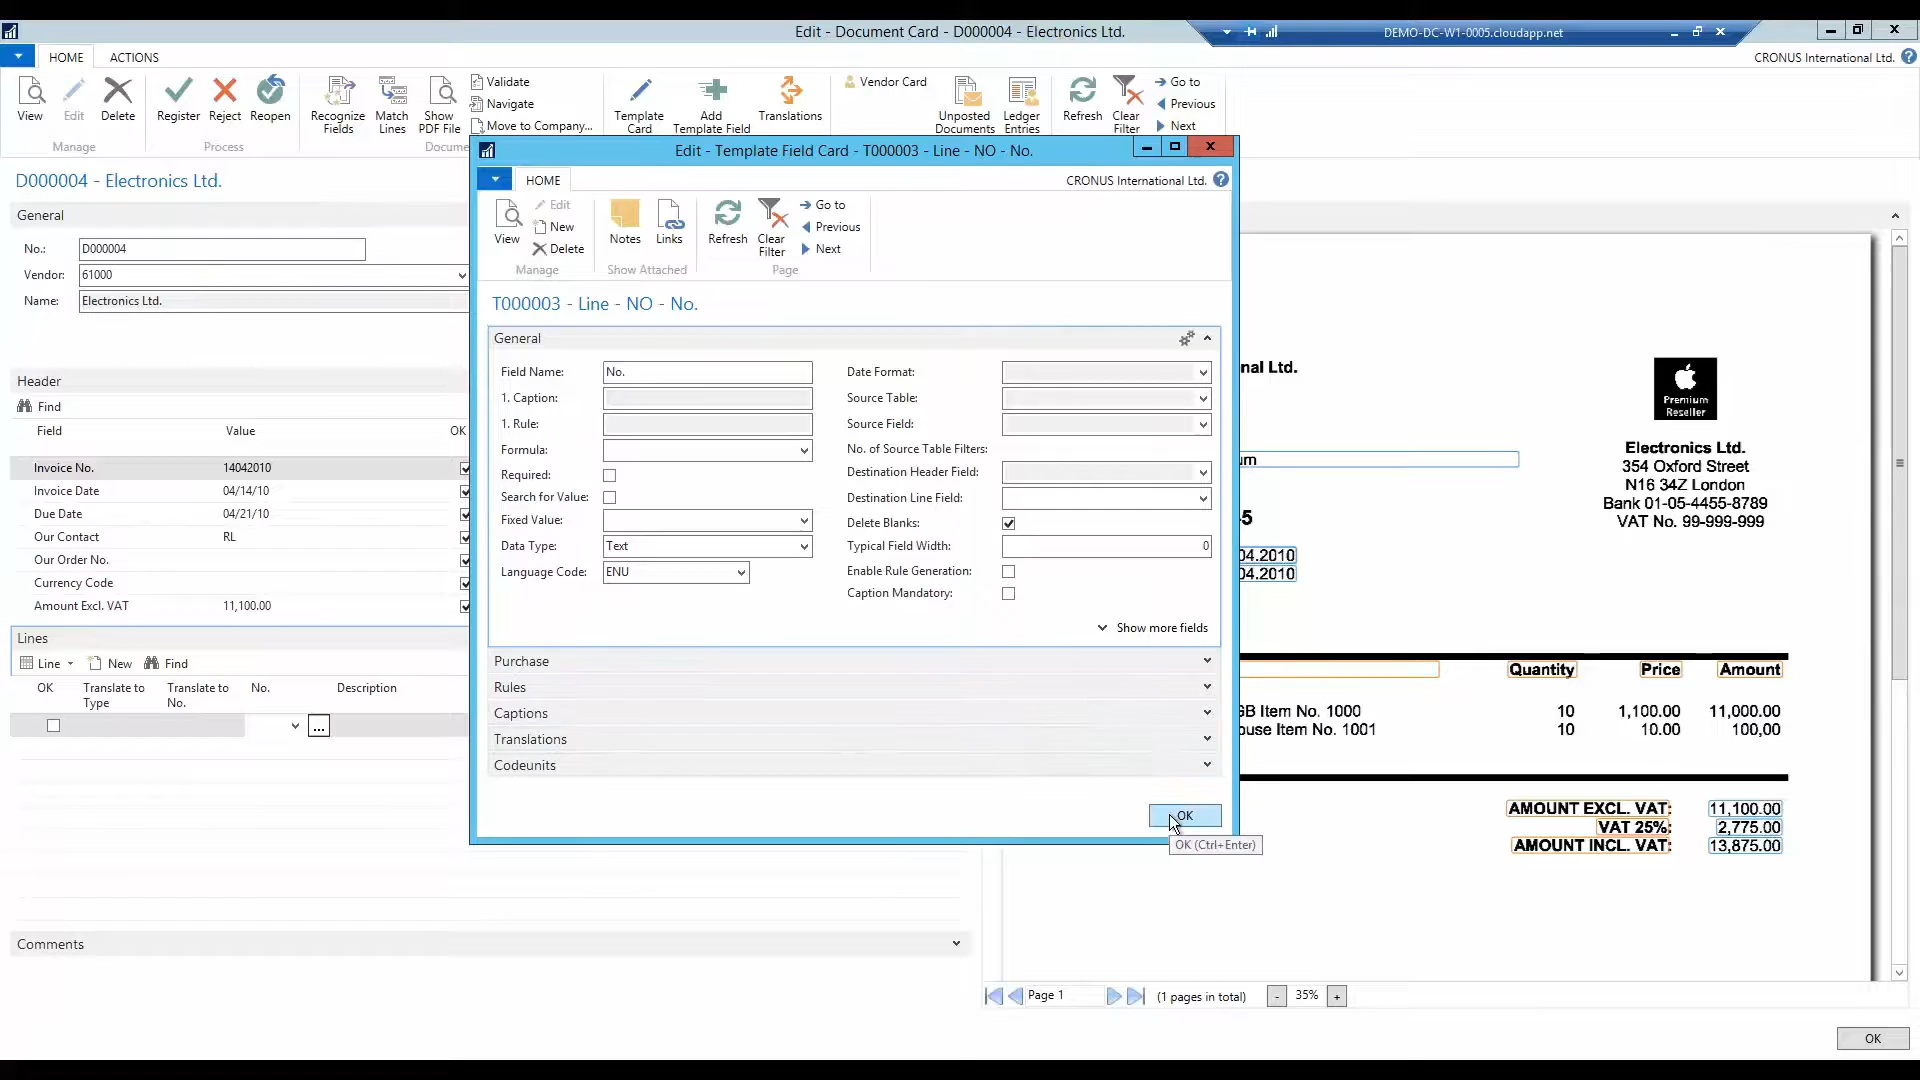 Edit - Document Card - D000004 - Electronics Ltd.
DEMO-DC-W1-0005.cloudapp.net
HOME
ACTIONS
CRONUS International Ltd.
View
Edit
Delete
Manage
Register
Reject
Reopen
Process
Recognize Fields
Match Lines
Show PDF File
Validate
Navigate
Move to Company...
Docume
Template Card
Add Template Field
Translations
Vendor Card
Unposted Documents
Ledger Entries
Refresh
Clear Filter
Go to
Previous
Next
D000004 - Electronics Ltd.
General
No.: D000004
Vendor: 61000
Name: Electronics Ltd.
Header
Find
Field Value OK
Invoice No. 14042010
Invoice Date 04/14/10
Due Date 04/21/10
Our Contact RL
Our Order No.
Currency Code
Amount Excl. VAT 11,100.00
Lines
Line New Find
OK Translate to Type Translate to No. No. Description
...
Comments
Edit - Template Field Card - T000003 - Line - NO - No.
HOME
CRONUS International Ltd.
View
Edit
New
Delete
Manage
Notes
Links
Show Attached
Refresh
Clear Filter
Go to
Previous
Next
Page
T000003 - Line - NO - No.
General
Field Name: No.
1. Caption:
1. Rule:
Formula:
Required:
Search for Value:
Fixed Value:
Data Type: Text
Language Code: ENU
Date Format:
Source Table:
Source Field:
No. of Source Table Filters:
Destination Header Field:
Destination Line Field:
Delete Blanks:
Typical Field Width: 0
Enable Rule Generation:
Caption Mandatory:
Show more fields
Purchase
Rules
Captions
Translations
Codeunits
OK
OK (Ctrl+Enter)
nal Ltd.
Premium
Reseller
Electronics Ltd.
354 Oxford Street
N16 34Z London
Bank 01-05-4455-8789
VAT No. 99-999-999
um
5
04.2010
04.2010
Quantity Price Amount
GB Item No. 1000 10 1,100.00 11,000.00
ouse Item No. 1001 10 10.00 100,00
AMOUNT EXCL. VAT: 11,100.00
VAT 25%: 2,775.00
AMOUNT INCL. VAT: 13,875.00
Page 1 (1 pages in total) - 35% +
OK